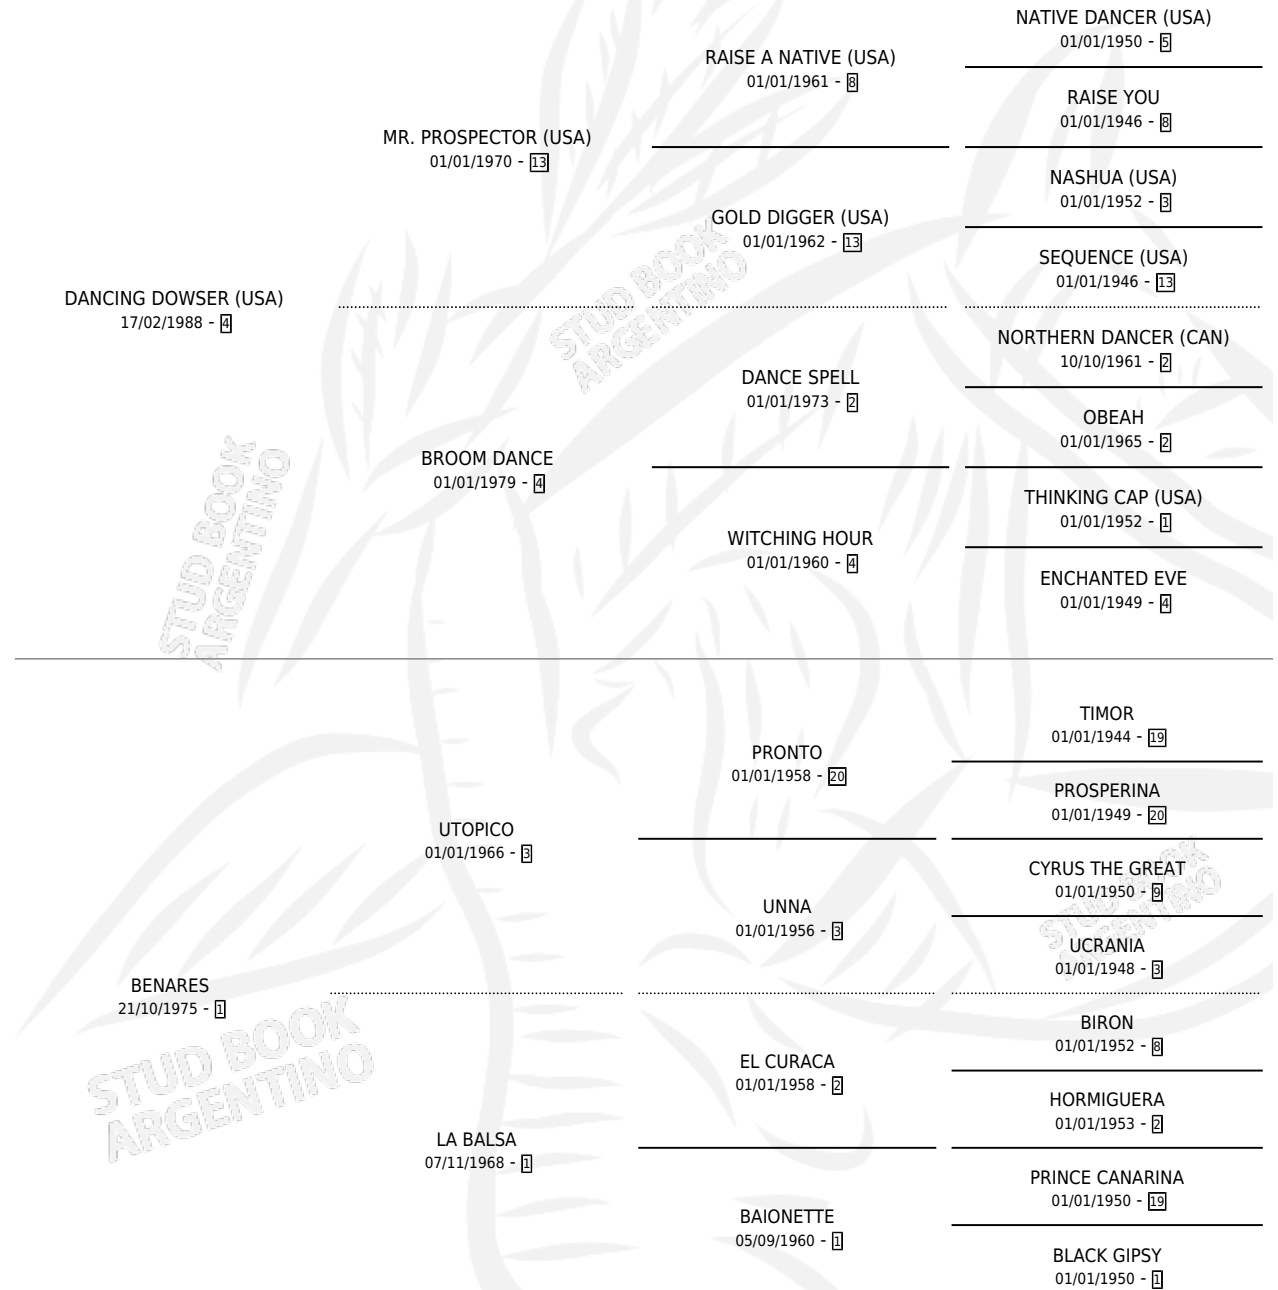 NATIVE DANCER (USA)
01/01/1950 - 5
RAISE A NATIVE (USA)
01/01/1961 - 8
RAISE YOU
01/01/1946 - 8
MR. PROSPECTOR (USA)
01/01/1970 - 13
NASHUA (USA)
01/01/1952 - 3
GOLD DIGGER (USA)
01/01/1962 - 13
SEQUENCE (USA)
01/01/1946 - 13
DANCING DOWSER (USA)
17/02/1988 - 4
NORTHERN DANCER (CAN)
10/10/1961 - 2
DANCE SPELL
01/01/1973 - 2
OBEAH
01/01/1965 - 2
BROOM DANCE
01/01/1979 - 4
THINKING CAP (USA)
01/01/1952 - 1
WITCHING HOUR
01/01/1960 - 4
ENCHANTED EVE
01/01/1949 - 4
TIMOR
01/01/1944 - 19
PRONTO
01/01/1958 - 20
PROSPERINA
01/01/1949 - 20
UTOPICO
01/01/1966 - 3
CYRUS THE GREAT
01/01/1950 - 9
UNNA
01/01/1956 - 3
UCRANIA
01/01/1948 - 3
BENARES
21/10/1975 - 1
BIRON
01/01/1952 - 8
EL CURACA
01/01/1958 - 2
HORMIGUERA
01/01/1953 - 2
LA BALSA
07/11/1968 - 1
PRINCE CANARINA
01/01/1950 - 19
BAIONETTE
05/09/1960 - 1
BLACK GIPSY
01/01/1950 - 1
STUD BOOK
ARGENTINO
STUD BOOK
ARGENTINO
STUD BOOK
ARGENTINO
STUD BOOK
ARGENTINO